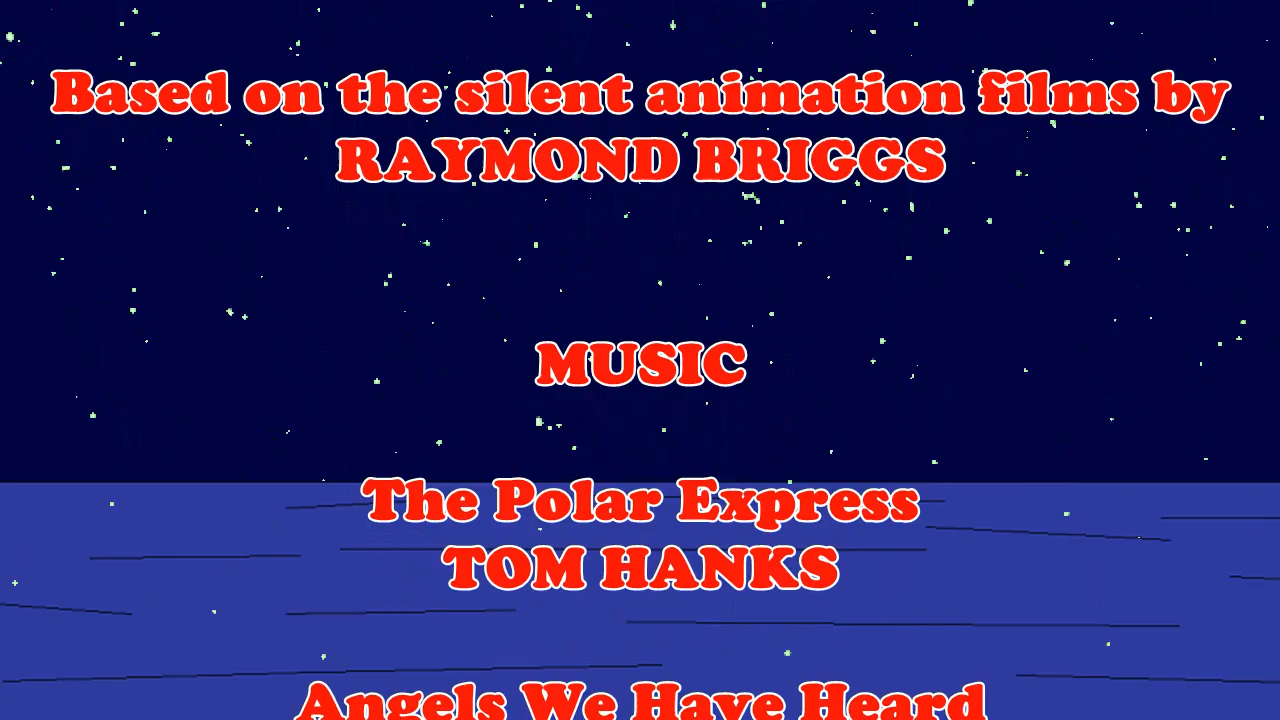 Based on the silent animation films by
RAYMOND BRIGGS
MUSIC
The Polar Express
TOM HANKS
Angels We Have Heard